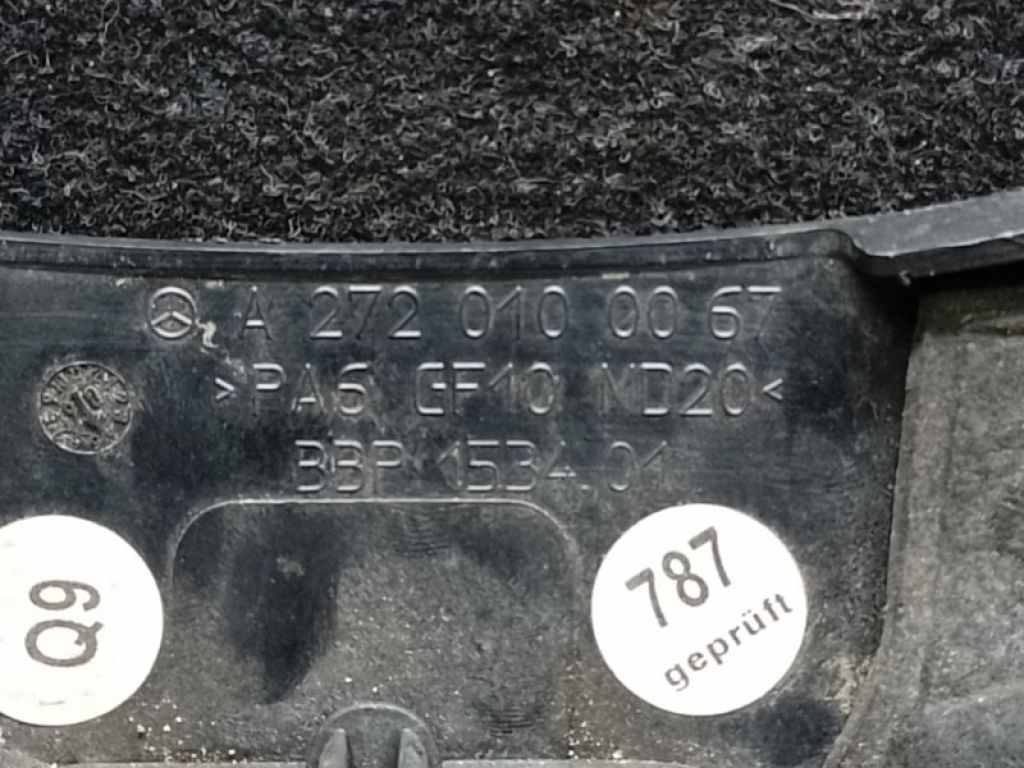 A 272 010 00 67
>PA6 GF10 MD20<
BBP 1534.01
Q9
787
geprüft